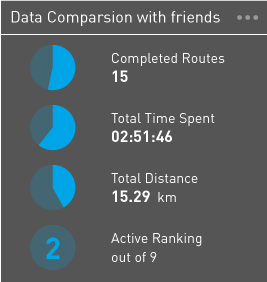 Data Comparsion with friends
Completed Routes
15
Total Time Spent
02:51:46
Total Distance
15.29 km
2
Active Ranking
out of 9